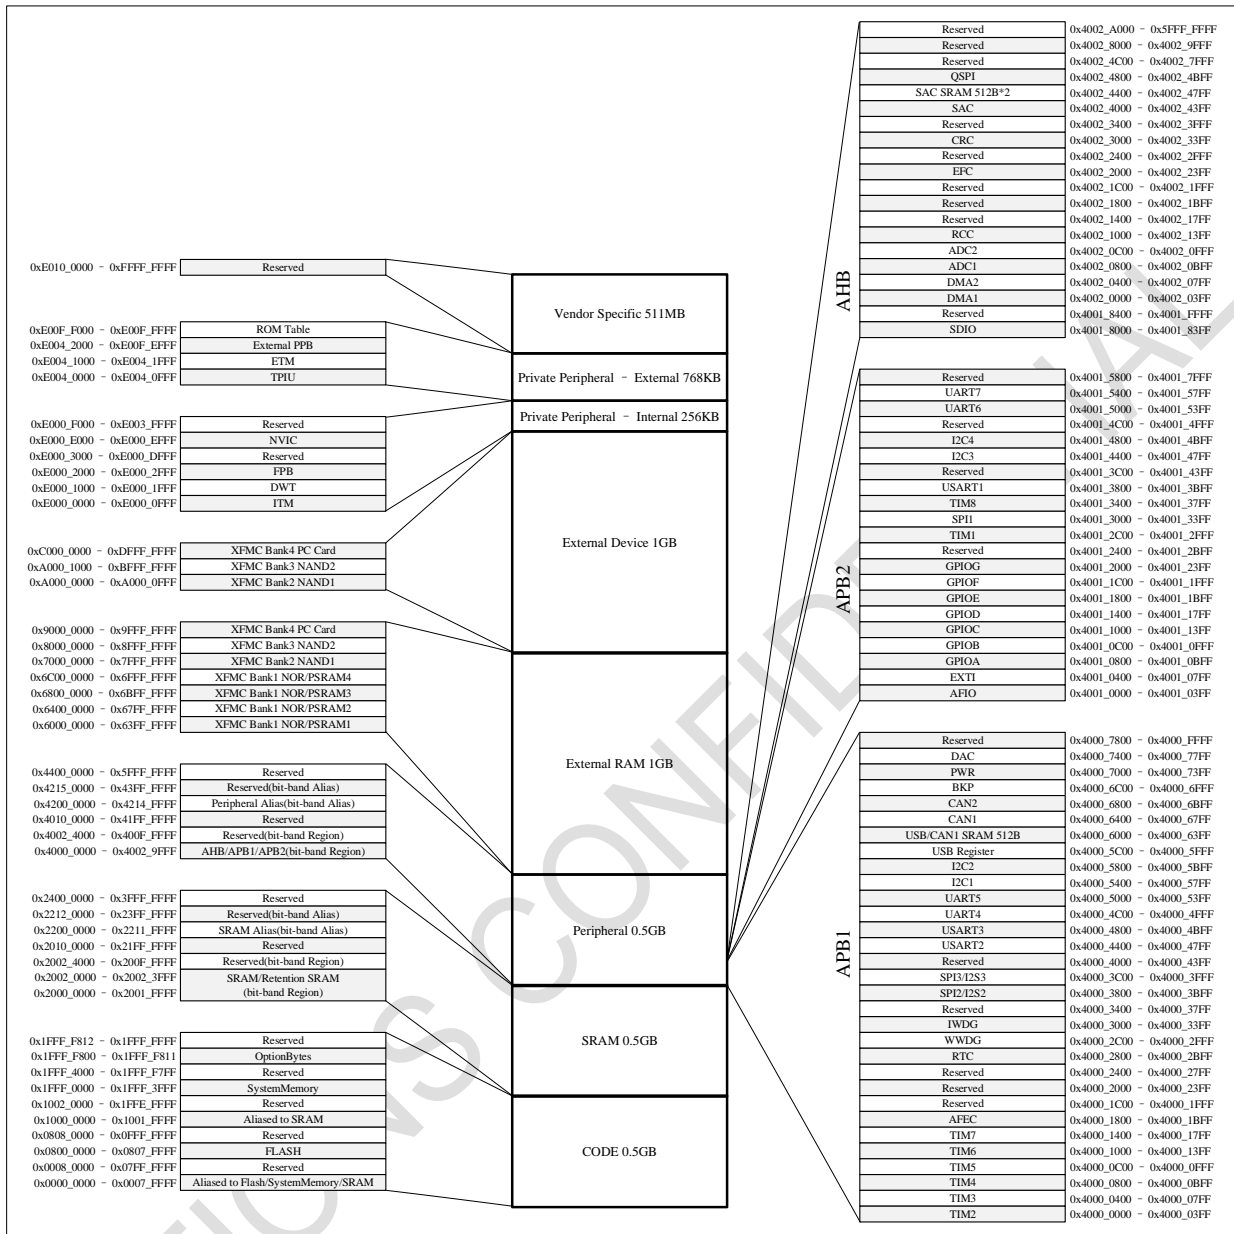 0xE010_0000 - 0xFFFF_FFFF Reserved
0xE00F_F000 - 0xE00F_FFFF ROM Table
0xE004_2000 - 0xE00F_EFFF External PPB
0xE004_1000 - 0xE004_1FFF ETM
0xE004_0000 - 0xE004_0FFF TPIU
0xE000_F000 - 0xE003_FFFF Reserved
0xE000_E000 - 0xE000_EFFF NVIC
0xE000_3000 - 0xE000_DFFF Reserved
0xE000_2000 - 0xE000_2FFF FPB
0xE000_1000 - 0xE000_1FFF DWT
0xE000_0000 - 0xE000_0FFF ITM
0xC000_0000 - 0xDFFF_FFFF XFMC Bank4 PC Card
0xA000_1000 - 0xBFFF_FFFF XFMC Bank3 NAND2
0xA000_0000 - 0xA000_0FFF XFMC Bank2 NAND1
0x9000_0000 - 0x9FFF_FFFF XFMC Bank4 PC Card
0x8000_0000 - 0x8FFF_FFFF XFMC Bank3 NAND2
0x7000_0000 - 0x7FFF_FFFF XFMC Bank2 NAND1
0x6C00_0000 - 0x6FFF_FFFF XFMC Bank1 NOR/PSRAM4
0x6800_0000 - 0x6BFF_FFFF XFMC Bank1 NOR/PSRAM3
0x6400_0000 - 0x67FF_FFFF XFMC Bank1 NOR/PSRAM2
0x6000_0000 - 0x63FF_FFFF XFMC Bank1 NOR/PSRAM1
0x4400_0000 - 0x5FFF_FFFF Reserved
0x4215_0000 - 0x43FF_FFFF Reserved(bit-band Alias)
0x4200_0000 - 0x4214_FFFF Peripheral Alias(bit-band Alias)
0x4010_0000 - 0x41FF_FFFF Reserved
0x4002_4000 - 0x400F_FFFF Reserved(bit-band Region)
0x4000_0000 - 0x4002_9FFF AHB/APB1/APB2(bit-band Region)
0x2400_0000 - 0x3FFF_FFFF Reserved
0x2212_0000 - 0x23FF_FFFF Reserved(bit-band Alias)
0x2200_0000 - 0x2211_FFFF SRAM Alias(bit-band Alias)
0x2010_0000 - 0x21FF_FFFF Reserved
0x2002_4000 - 0x200F_FFFF Reserved(bit-band Region)
0x2002_0000 - 0x2002_3FFF SRAM/Retention SRAM
0x2000_0000 - 0x2001_FFFF (bit-band Region)
0x1FFF_F812 - 0x1FFF_FFFF Reserved
0x1FFF_F800 - 0x1FFF_F811 OptionBytes
0x1FFF_4000 - 0x1FFF_F7FF Reserved
0x1FFF_0000 - 0x1FFF_3FFF SystemMemory
0x1002_0000 - 0x1FFE_FFFF Reserved
0x1000_0000 - 0x1001_FFFF Aliased to SRAM
0x0808_0000 - 0x0FFF_FFFF Reserved
0x0800_0000 - 0x0807_FFFF FLASH
0x0008_0000 - 0x07FF_FFFF Reserved
0x0000_0000 - 0x0007_FFFF Aliased to Flash/SystemMemory/SRAM
Vendor Specific 511MB
Private Peripheral - External 768KB
Private Peripheral - Internal 256KB
External Device 1GB
External RAM 1GB
Peripheral 0.5GB
SRAM 0.5GB
CODE 0.5GB
AHB
Reserved 0x4002_A000 - 0x5FFF_FFFF
Reserved 0x4002_8000 - 0x4002_9FFF
Reserved 0x4002_4C00 - 0x4002_7FFF
QSPI 0x4002_4800 - 0x4002_4BFF
SAC SRAM 512B*2 0x4002_4400 - 0x4002_47FF
SAC 0x4002_4000 - 0x4002_43FF
Reserved 0x4002_3400 - 0x4002_3FFF
CRC 0x4002_3000 - 0x4002_33FF
Reserved 0x4002_2400 - 0x4002_2FFF
EFC 0x4002_2000 - 0x4002_23FF
Reserved 0x4002_1C00 - 0x4002_1FFF
Reserved 0x4002_1800 - 0x4002_1BFF
Reserved 0x4002_1400 - 0x4002_17FF
RCC 0x4002_1000 - 0x4002_13FF
ADC2 0x4002_0C00 - 0x4002_0FFF
ADC1 0x4002_0800 - 0x4002_0BFF
DMA2 0x4002_0400 - 0x4002_07FF
DMA1 0x4002_0000 - 0x4002_03FF
Reserved 0x4001_8400 - 0x4001_FFFF
SDIO 0x4001_8000 - 0x4001_83FF
APB2
Reserved 0x4001_5800 - 0x4001_7FFF
UART7 0x4001_5400 - 0x4001_57FF
UART6 0x4001_5000 - 0x4001_53FF
Reserved 0x4001_4C00 - 0x4001_4FFF
I2C4 0x4001_4800 - 0x4001_4BFF
I2C3 0x4001_4400 - 0x4001_47FF
Reserved 0x4001_3C00 - 0x4001_43FF
USART1 0x4001_3800 - 0x4001_3BFF
TIM8 0x4001_3400 - 0x4001_37FF
SPI1 0x4001_3000 - 0x4001_33FF
TIM1 0x4001_2C00 - 0x4001_2FFF
Reserved 0x4001_2400 - 0x4001_2BFF
GPIOG 0x4001_2000 - 0x4001_23FF
GPIOF 0x4001_1C00 - 0x4001_1FFF
GPIOE 0x4001_1800 - 0x4001_1BFF
GPIOD 0x4001_1400 - 0x4001_17FF
GPIOC 0x4001_1000 - 0x4001_13FF
GPIOB 0x4001_0C00 - 0x4001_0FFF
GPIOA 0x4001_0800 - 0x4001_0BFF
EXTI 0x4001_0400 - 0x4001_07FF
AFIO 0x4001_0000 - 0x4001_03FF
APB1
Reserved 0x4000_7800 - 0x4000_FFFF
DAC 0x4000_7400 - 0x4000_77FF
PWR 0x4000_7000 - 0x4000_73FF
BKP 0x4000_6C00 - 0x4000_6FFF
CAN2 0x4000_6800 - 0x4000_6BFF
CAN1 0x4000_6400 - 0x4000_67FF
USB/CAN1 SRAM 512B 0x4000_6000 - 0x4000_63FF
USB Register 0x4000_5C00 - 0x4000_5FFF
I2C2 0x4000_5800 - 0x4000_5BFF
I2C1 0x4000_5400 - 0x4000_57FF
UART5 0x4000_5000 - 0x4000_53FF
UART4 0x4000_4C00 - 0x4000_4FFF
USART3 0x4000_4800 - 0x4000_4BFF
USART2 0x4000_4400 - 0x4000_47FF
Reserved 0x4000_4000 - 0x4000_43FF
SPI3/I2S3 0x4000_3C00 - 0x4000_3FFF
SPI2/I2S2 0x4000_3800 - 0x4000_3BFF
Reserved 0x4000_3400 - 0x4000_37FF
IWDG 0x4000_3000 - 0x4000_33FF
WWDG 0x4000_2C00 - 0x4000_2FFF
RTC 0x4000_2800 - 0x4000_2BFF
Reserved 0x4000_2400 - 0x4000_27FF
Reserved 0x4000_2000 - 0x4000_23FF
Reserved 0x4000_1C00 - 0x4000_1FFF
AFEC 0x4000_1800 - 0x4000_1BFF
TIM7 0x4000_1400 - 0x4000_17FF
TIM6 0x4000_1000 - 0x4000_13FF
TIM5 0x4000_0C00 - 0x4000_0FFF
TIM4 0x4000_0800 - 0x4000_0BFF
TIM3 0x4000_0400 - 0x4000_07FF
TIM2 0x4000_0000 - 0x4000_03FF